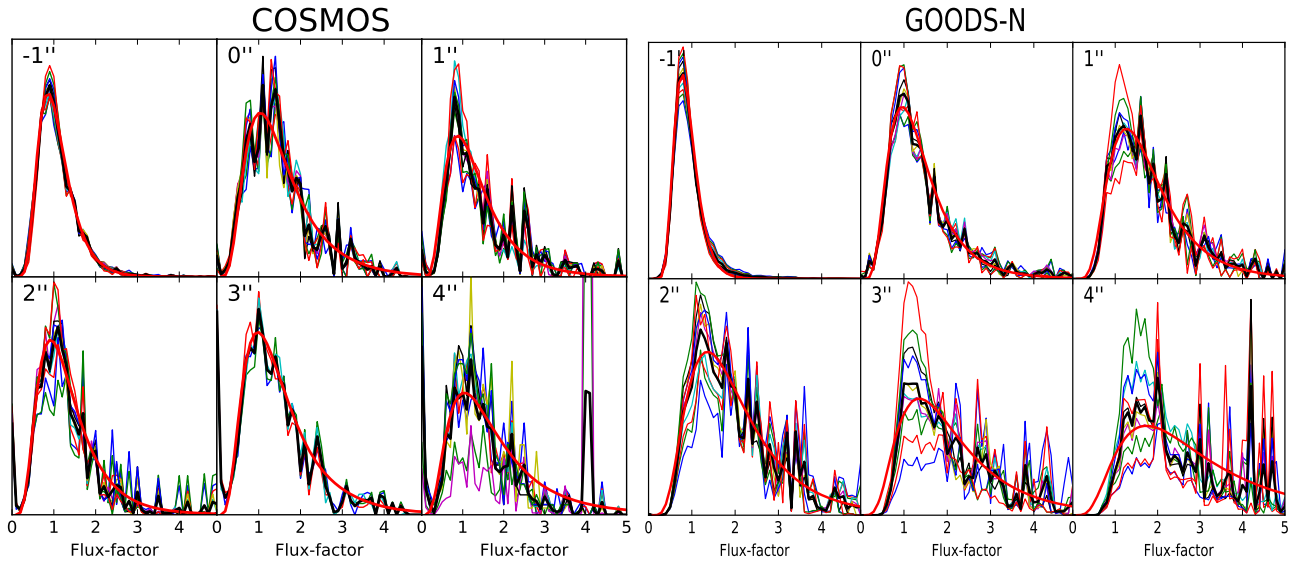 COSMOS
GOODS-N
-1''
0''
1''
-1''
0''
1''
2''
3''
4''
2''
3''
4''
0 1 2 3 4 0 1 2 3 4 0 1 2 3 4 5
0 1 2 3 4 0 1 2 3 4 0 1 2 3 4 5
Flux-factor Flux-factor Flux-factor
Flux-factor Flux-factor Flux-factor